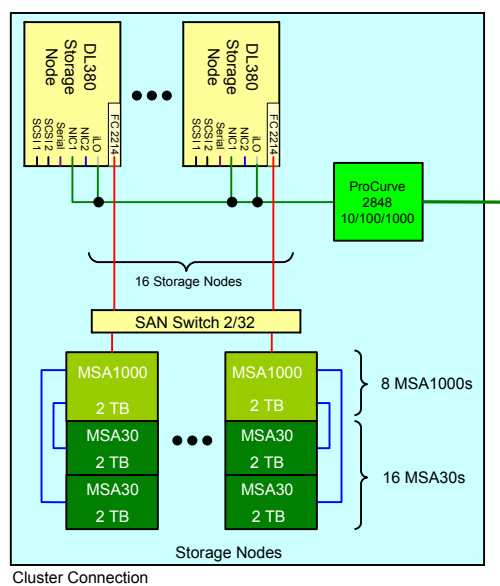 DL380
Storage
Node
FC 2214
iLO
NIC2
NIC1
Serial
SCSI 2
SCSI 1
DL380
Storage
Node
FC 2214
iLO
NIC2
NIC1
Serial
SCSI 2
SCSI 1
ProCurve
2848
10/100/1000
16 Storage Nodes
SAN Switch 2/32
MSA1000
2 TB
MSA30
2 TB
MSA30
2 TB
MSA1000
2 TB
MSA30
2 TB
MSA30
2 TB
8 MSA1000s
16 MSA30s
Storage Nodes
Cluster Connection